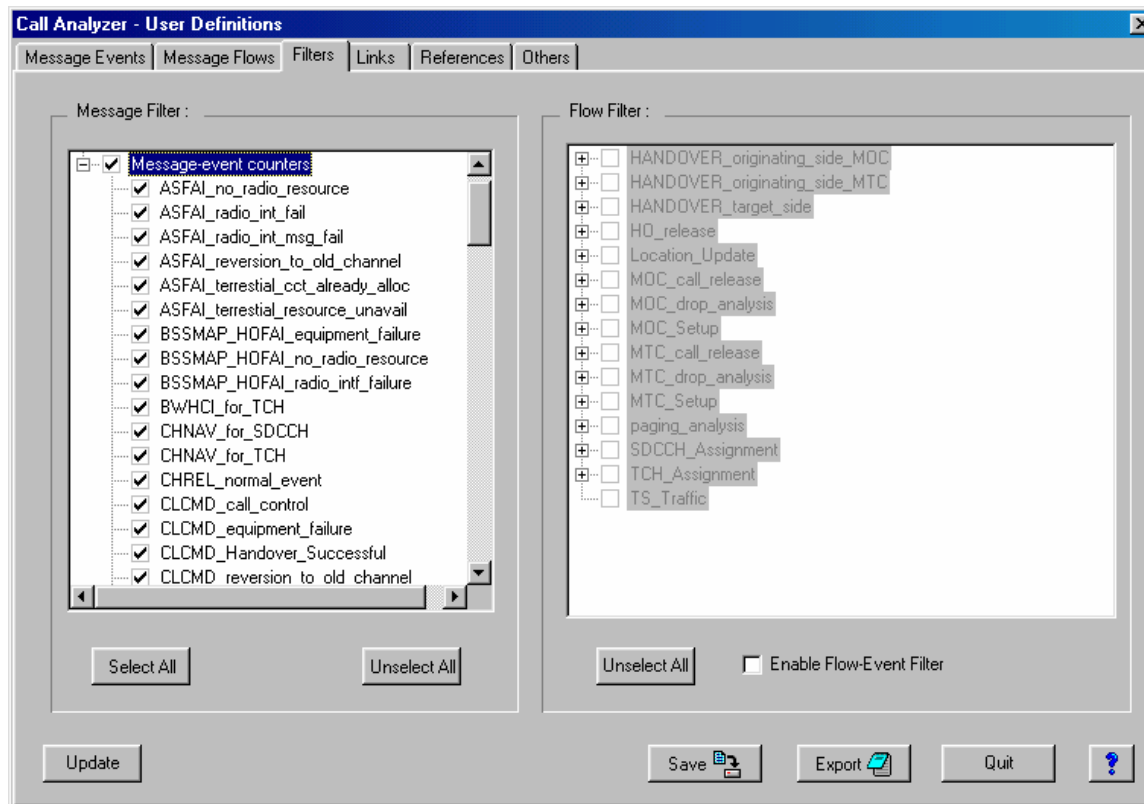 Call Analyzer - User Definitions
Message Events
Message Flows
Filters
Links
References
Others
Message Filter :
Message-event counters
ASFAI_no_radio_resource
ASFAI_radio_int_fail
ASFAI_radio_int_msg_fail
ASFAI_reversion_to_old_channel
ASFAI_terrestial_cct_already_alloc
ASFAI_terrestial_resource_unavail
BSSMAP_HOFAI_equipment_failure
BSSMAP_HOFAI_no_radio_resource
BSSMAP_HOFAI_radio_intf_failure
BWHCI_for_TCH
CHNAV_for_SDCCH
CHNAV_for_TCH
CHREL_normal_event
CLCMD_call_control
CLCMD_equipment_failure
CLCMD_Handover_Successful
CLCMD_reversion_to_old_channel
Select All
Unselect All
Flow Filter :
HANDOVER_originating_side_MOC
HANDOVER_originating_side_MTC
HANDOVER_target_side
HO_release
Location_Update
MOC_call_release
MOC_drop_analysis
MOC_Setup
MTC_call_release
MTC_drop_analysis
MTC_Setup
paging_analysis
SDCCH_Assignment
TCH_Assignment
TS_Traffic
Unselect All
Enable Flow-Event Filter
Update
Save
Export
Quit
?